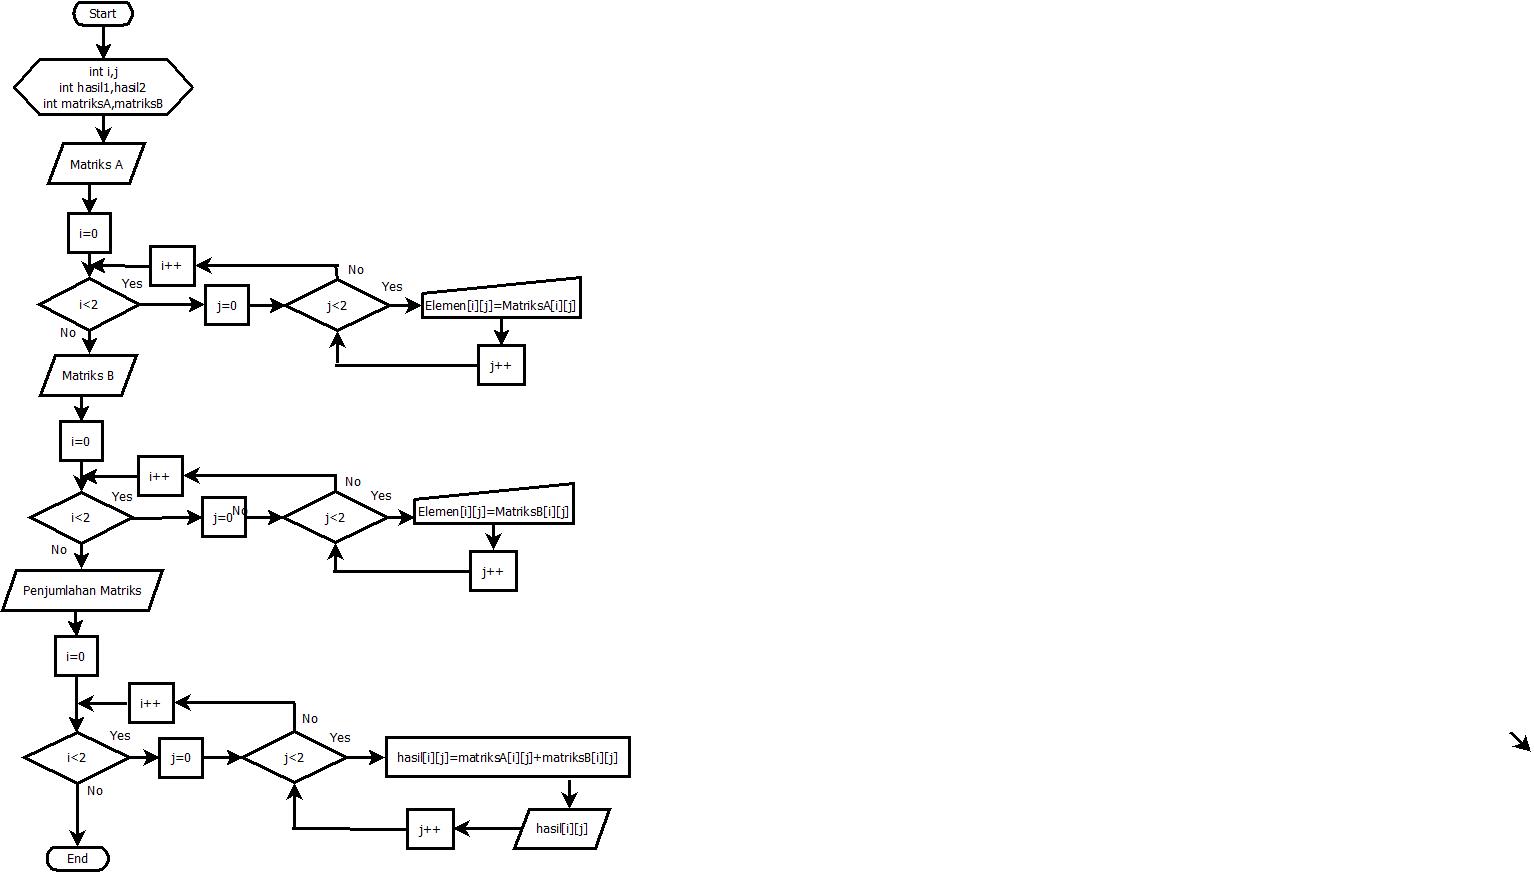 Start
int i,j
int hasil1,hasil2
int matriksA,matriksB
Matriks A
i=0
i++
No
Yes
Yes
i<2
j=0
j<2
Elemen[i][j]=MatriksA[i][j]
No
j++
Matriks B
i=0
i++
No
Yes
Yes
i<2
j=0
No
j<2
Elemen[i][j]=MatriksB[i][j]
No
j++
Penjumlahan Matriks
i=0
i++
No
Yes
Yes
i<2
j=0
j<2
hasil[i][j]=matriksA[i][j]+matriksB[i][j]
No
j++
hasil[i][j]
End